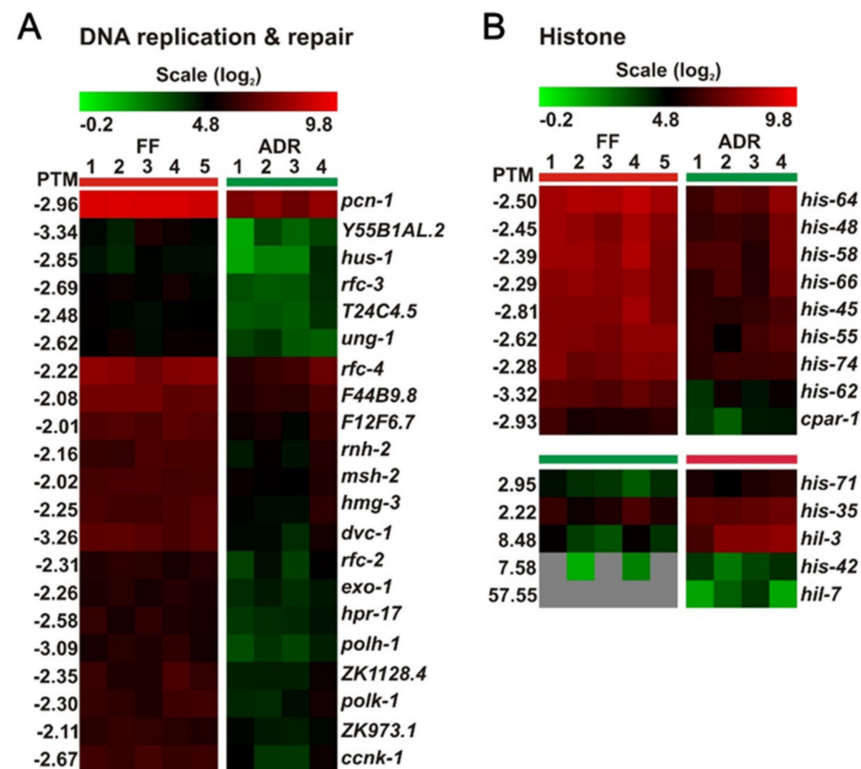 A DNA replication & repair
Scale (log₂)
-0.2 4.8 9.8
FF ADR
1 2 3 4 5 1 2 3 4
PTM
-2.96 pcn-1
-3.34 Y55B1AL.2
-2.85 hus-1
-2.69 rfc-3
-2.48 T24C4.5
-2.62 ung-1
-2.22 rfc-4
-2.08 F44B9.8
-2.01 F12F6.7
-2.16 rnh-2
-2.02 msh-2
-2.25 hmg-3
-3.26 dvc-1
-2.31 rfc-2
-2.26 exo-1
-2.58 hpr-17
-3.09 polh-1
-2.35 ZK1128.4
-2.30 polk-1
-2.11 ZK973.1
-2.67 ccnk-1
B Histone
Scale (log₂)
-0.2 4.8 9.8
FF ADR
1 2 3 4 5 1 2 3 4
PTM
-2.50 his-64
-2.45 his-48
-2.39 his-58
-2.29 his-66
-2.81 his-45
-2.62 his-55
-2.28 his-74
-3.32 his-62
-2.93 cpar-1
2.95 his-71
2.22 his-35
8.48 hil-3
7.58 his-42
57.55 hil-7